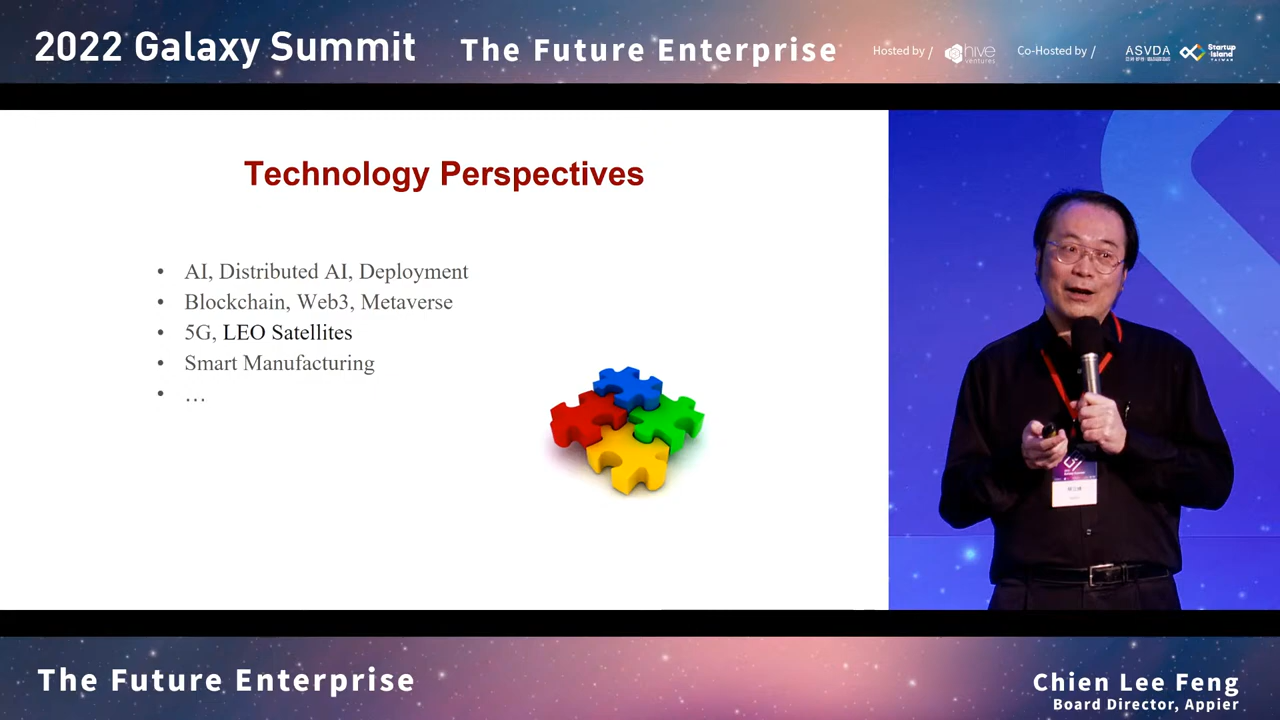 2022 Galaxy Summit
The Future Enterprise
Hosted by /
hive
ventures
Co-Hosted by /
ASVDA
Startup
Island
TAIWAN
Technology Perspectives
• AI, Distributed AI, Deployment
• Blockchain, Web3, Metaverse
• 5G, LEO Satellites
• Smart Manufacturing
• …
The Future Enterprise
Chien Lee Feng
Board Director, Appier